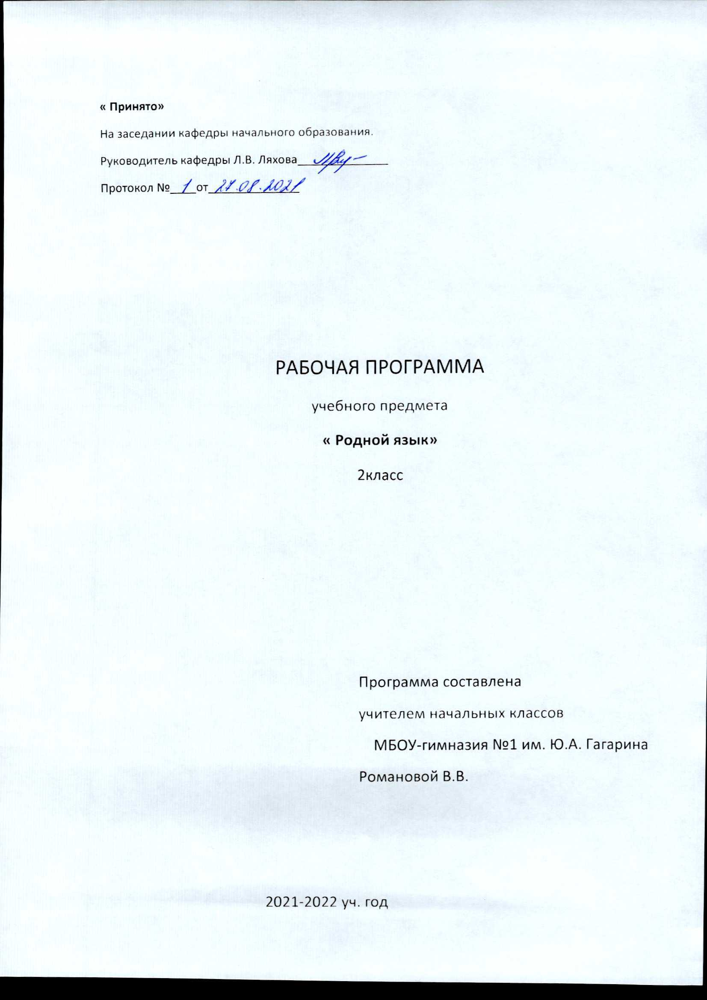 « Принято»
На заседании кафедры начального образования.
Руководитель кафедры Л.В. Ляхова
Протокол № 1 от 27.08.2021
РАБОЧАЯ ПРОГРАММА
учебного предмета
« Родной язык»
2класс
Программа составлена
учителем начальных классов
МБОУ-гимназия №1 им. Ю.А. Гагарина
Романовой В.В.
2021-2022 уч. год